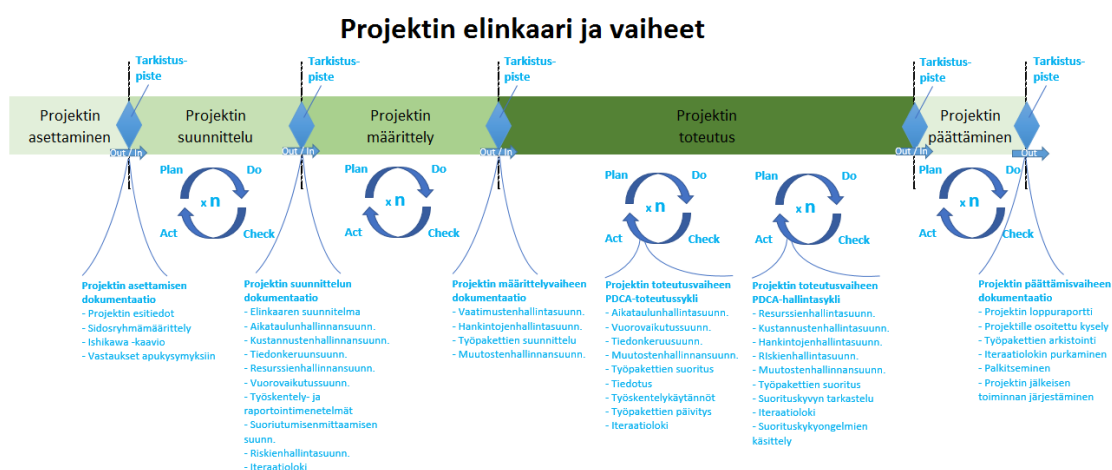 Projektin elinkaari ja vaiheet
Tarkistus-
piste
Tarkistus-
piste
Tarkistus-
piste
Tarkistus-
piste
Tarkistus-
piste
Projektin
asettaminen
Projektin
suunnittelu
Projektin
määrittely
Projektin
toteutus
Projektin
päättäminen
Out / In
Out / In
Out / In
Out / In
Out
Plan
Do
x n
Act
Check
Plan
Do
x n
Act
Check
Plan
Do
x n
Act
Check
Plan
Do
x n
Act
Check
Plan
Do
x n
Act
Check
Projektin asettamisen
dokumentaatio
- Projektin esitiedot
- Sidosryhmämäärittely
- Ishikawa -kaavio
- Vastaukset apukysymyksiin
Projektin suunnittelun
dokumentaatio
- Elinkaaren suunnitelma
- Aikataulunhallinnansuunn.
- Kustannustenhallinnansuunn.
- Tiedonkeruunsuunn.
- Resurssienhallinnansuunn.
- Vuorovaikutussuunn.
- Työskentely- ja
raportointimenetelmät
- Suoriutumisenmittaamisen
suunn.
- Riskienhallintasuunn.
- Iteraatioloki
Projektin määrittelyvaiheen
dokumentaatio
- Vaatimustenhallintasuunn.
- Hankintojenhallintasuunn.
- Työpakettien suunnittelu
- Muutostenhallinnansuunn.
Projektin toteutusvaiheen
PDCA-toteutussykli
- Aikataulunhallintasuunn.
- Vuorovaikutussuunn.
- Tiedonkeruusuunn.
- Muutostenhallinnansuunn.
- Työpakettien suoritus
- Tiedotus
- Työskentelykäytännöt
- Työpakettien päivitys
- Iteraatioloki
Projektin toteutusvaiheen
PDCA-hallintasykli
- Resurssienhallintasuunn.
- Kustannustenhallintasuunn.
- Hankintojenhallintasuunn.
- RIskienhallintasuunn.
- Muutostenhallinnansuunn.
- Työpakettien suoritus
- Suorituskyvyn tarkastelu
- Iteraatioloki
- Suorituskykyongelmien
käsittely
Projektin päättämisvaiheen
dokumentaatio
- Projektin loppuraportti
- Projektille osoitettu kysely
- Työpakettien arkistointi
- Iteraatiolokin purkaminen
- Palkitseminen
- Projektin jälkeisen
toiminnan järjestäminen